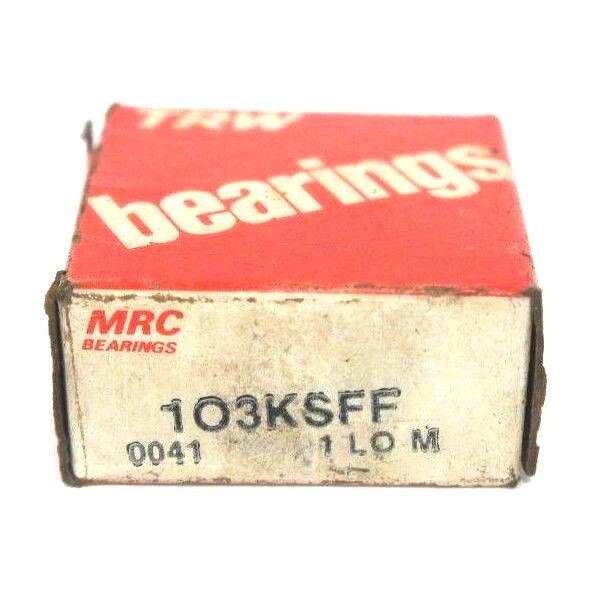 TRW
bearings
MRC
BEARINGS
103KSFF
0041 1 LO M